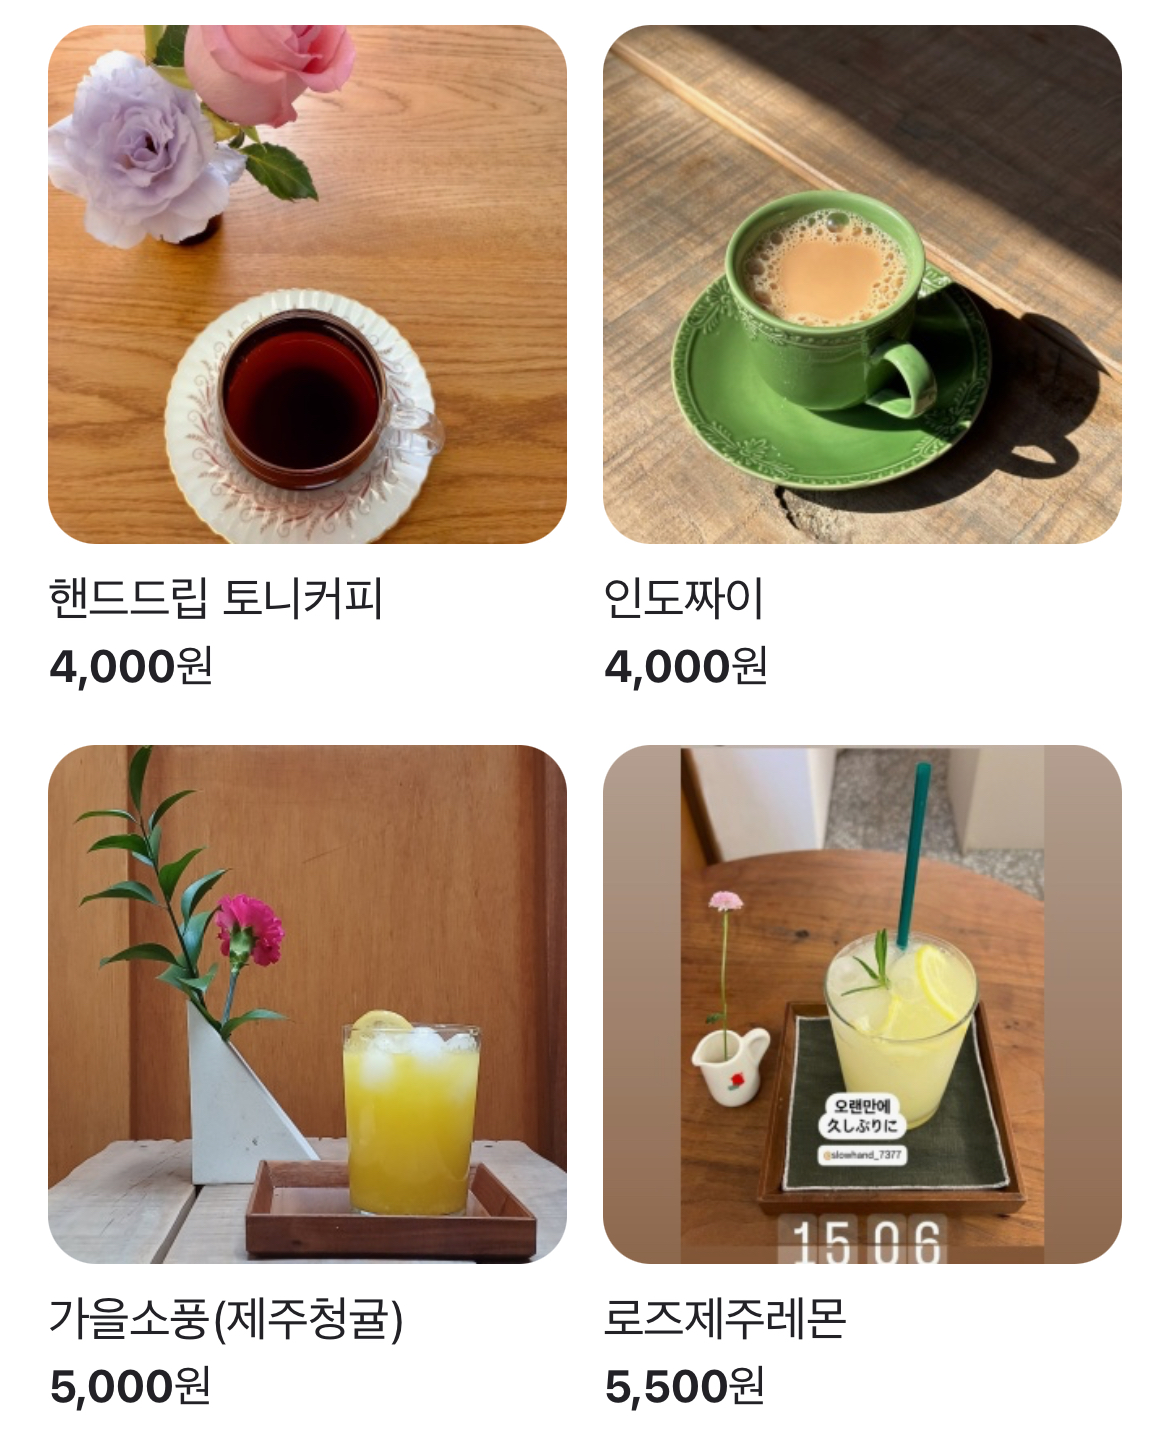 핸드드립 토니커피
4,000원
인도짜이
4,000원
오랜만에
久しぶりに
@slowhand_7377
15 06
가을소풍(제주청귤)
5,000원
로즈제주레몬
5,500원